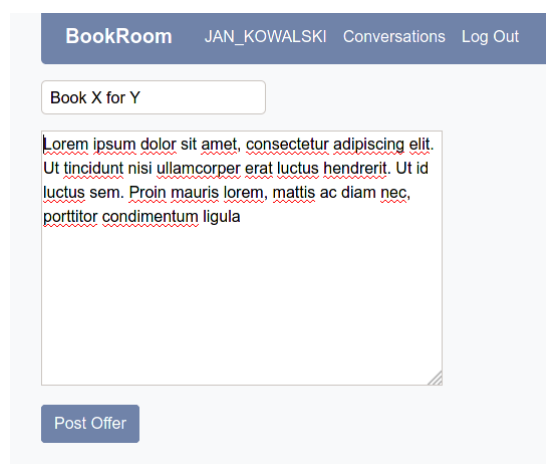 BookRoom JAN_KOWALSKI Conversations Log Out
Book X for Y
Lorem ipsum dolor sit amet, consectetur adipiscing elit.
Ut tincidunt nisi ullamcorper erat luctus hendrerit. Ut id
luctus sem. Proin mauris lorem, mattis ac diam nec,
porttitor condimentum ligula
Post Offer